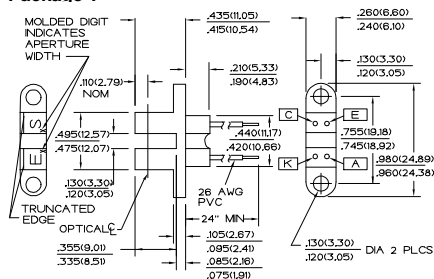 MOLDED DIGIT
INDICATES
APERTURE
WIDTH
.435(11,05)
.415(10,54)
.260(6,60)
.240(6,10)
.210(5,33)
.190(4,83)
.110(2,79)
NOM
.130(3,30)
.120(3,05)
S
E
C
E
K
A
.495(12,57)
.475(12,07)
.440(11,17)
.420(10,66)
.755(19,18)
.745(18,92)
.980(24,89)
.960(24,38)
.130(3,30)
.120(3,05)
26 AWG
PVC
TRUNCATED
EDGE
OPTICAL℄
24" MIN
.355(9,01)
.335(8,51)
.105(2,67)
.095(2,41)
.085(2,16)
.075(1,91)
.130(3,30)
.120(3,05)
DIA 2 PLCS